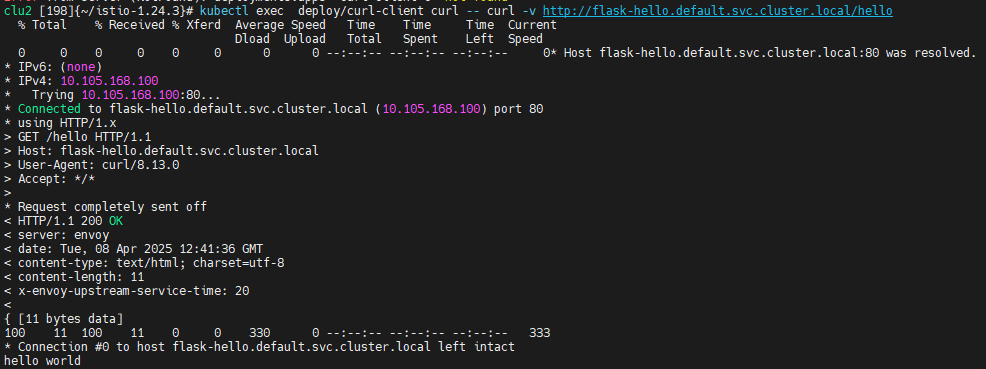 clu2 [198]{~/istio-1.24.3}# kubectl exec  deploy/curl-client curl -- curl -v http://flask-hello.default.svc.cluster.local/hello
  % Total    % Received % Xferd  Average Speed   Time    Time     Time  Current
                                 Dload  Upload   Total   Spent    Left  Speed
  0     0    0     0    0     0      0      0 --:--:-- --:--:-- --:--:--     0* Host flask-hello.default.svc.cluster.local:80 was resolved.
* IPv6: (none)
* IPv4: 10.105.168.100
*   Trying 10.105.168.100:80...
* Connected to flask-hello.default.svc.cluster.local (10.105.168.100) port 80
* using HTTP/1.x
> GET /hello HTTP/1.1
> Host: flask-hello.default.svc.cluster.local
> User-Agent: curl/8.13.0
> Accept: */*
>
* Request completely sent off
< HTTP/1.1 200 OK
< server: envoy
< date: Tue, 08 Apr 2025 12:41:36 GMT
< content-type: text/html; charset=utf-8
< content-length: 11
< x-envoy-upstream-service-time: 20
<
{ [11 bytes data]
100    11  100    11    0     0    330      0 --:--:-- --:--:-- --:--:--   333
* Connection #0 to host flask-hello.default.svc.cluster.local left intact
hello world